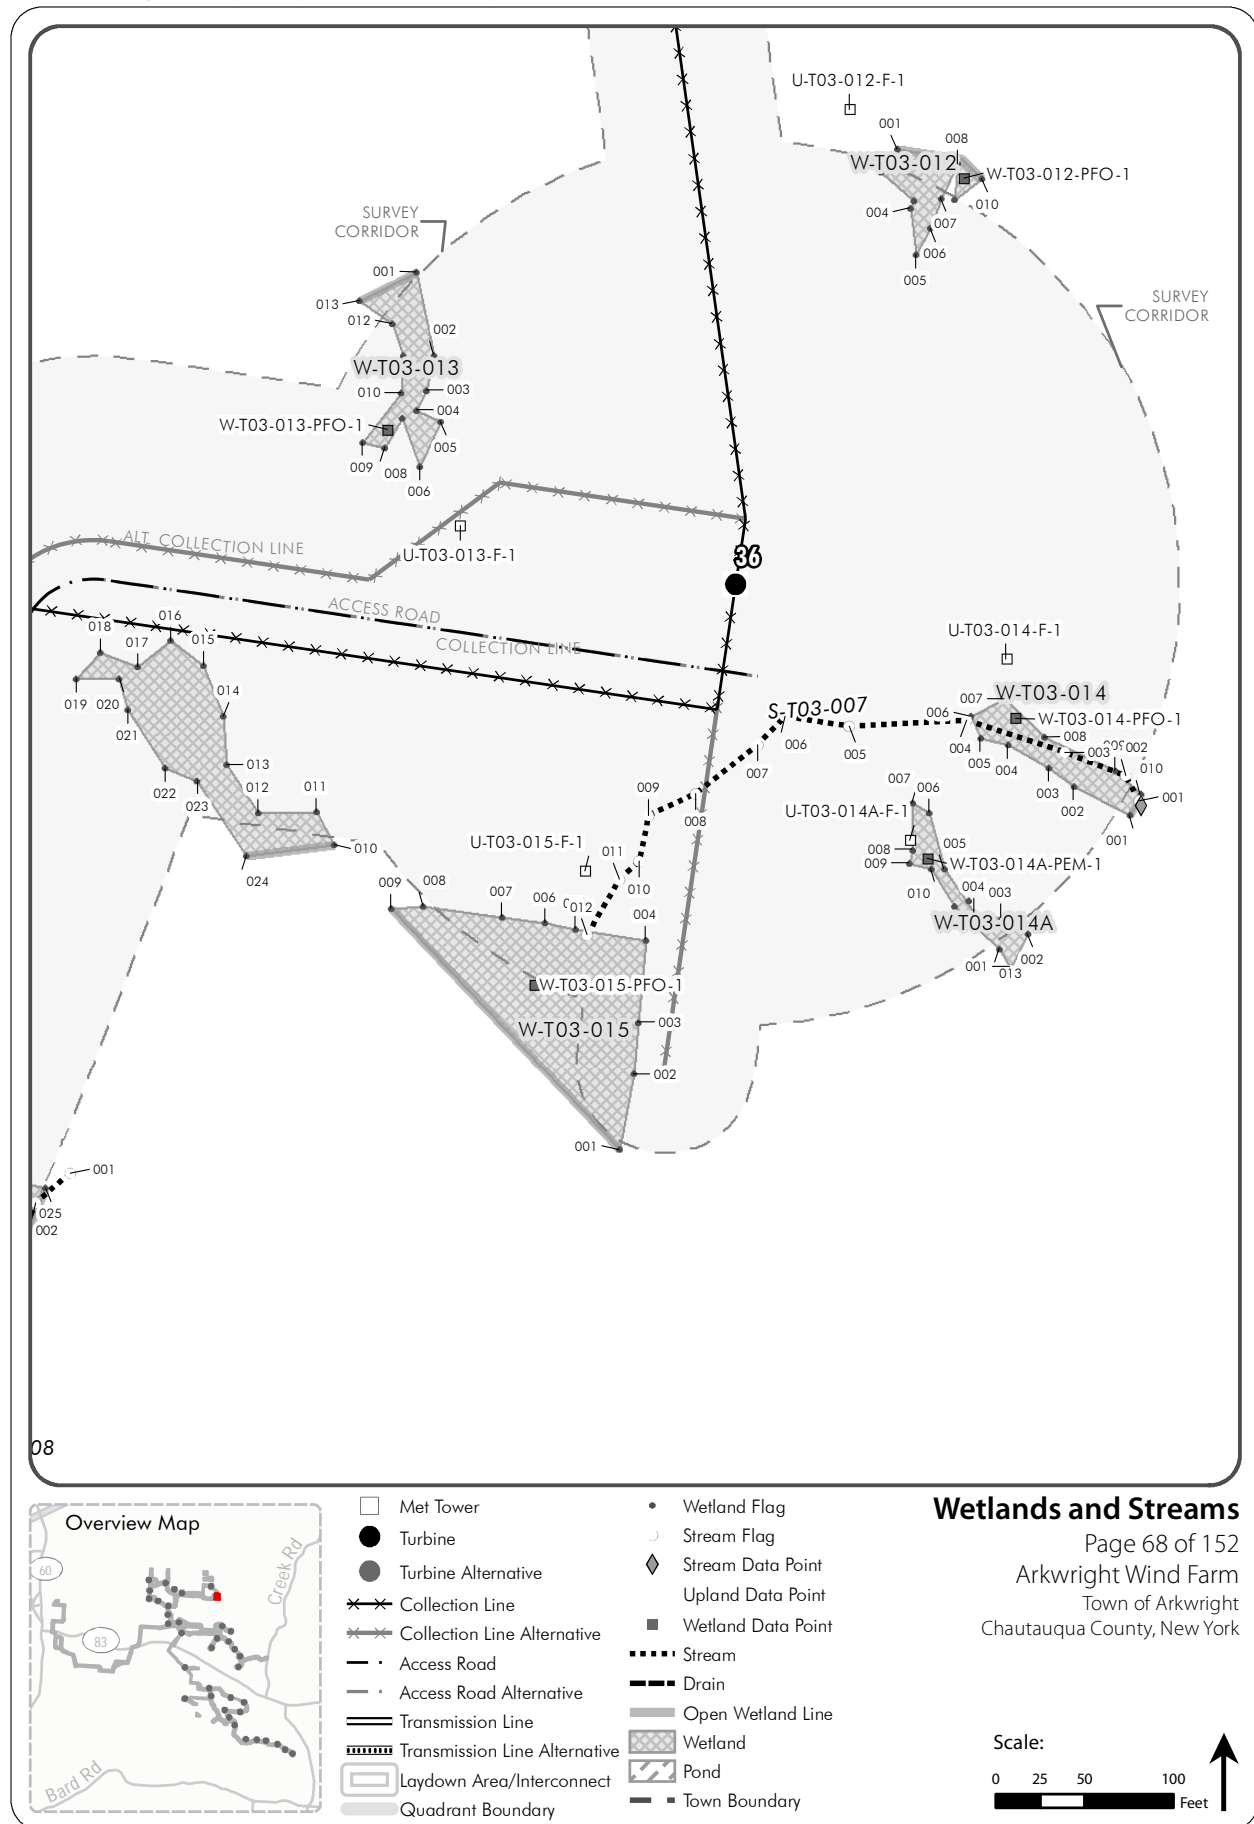 U-T03-012-F-1
001
008
W-T03-012
W-T03-012-PFO-1
004
007
010
006
005
SURVEY
CORRIDOR
001
013
012
002
W-T03-013
010
003
004
W-T03-013-PFO-1
005
009
008
006
SURVEY
CORRIDOR
ALT. COLLECTION LINE
U-T03-013-F-1
36
ACCESS ROAD
COLLECTION LINE
018
016
017
015
019
020
014
021
013
022
023
012
011
010
024
U-T03-014-F-1
007
W-T03-014
S-T03-007
006
W-T03-014-PFO-1
006
005
004
008
005
004
003
002
010
007
003
002
001
001
009
008
007
006
U-T03-014A-F-1
005
008
009
W-T03-014A-PEM-1
010
004
003
W-T03-014A
001
013
002
U-T03-015-F-1
011
010
009
008
007
006
012
004
W-T03-015-PFO-1
003
W-T03-015
002
001
001
025
002
08
Overview Map
60
83
Creek Rd
Bard Rd
Met Tower
Turbine
Turbine Alternative
Collection Line
Collection Line Alternative
Access Road
Access Road Alternative
Transmission Line
Transmission Line Alternative
Laydown Area/Interconnect
Quadrant Boundary
Wetland Flag
Stream Flag
Stream Data Point
Upland Data Point
Wetland Data Point
Stream
Drain
Open Wetland Line
Wetland
Pond
Town Boundary
Wetlands and Streams
Page 68 of 152
Arkwright Wind Farm
Town of Arkwright
Chautauqua County, New York
Scale:
0 25 50 100
Feet